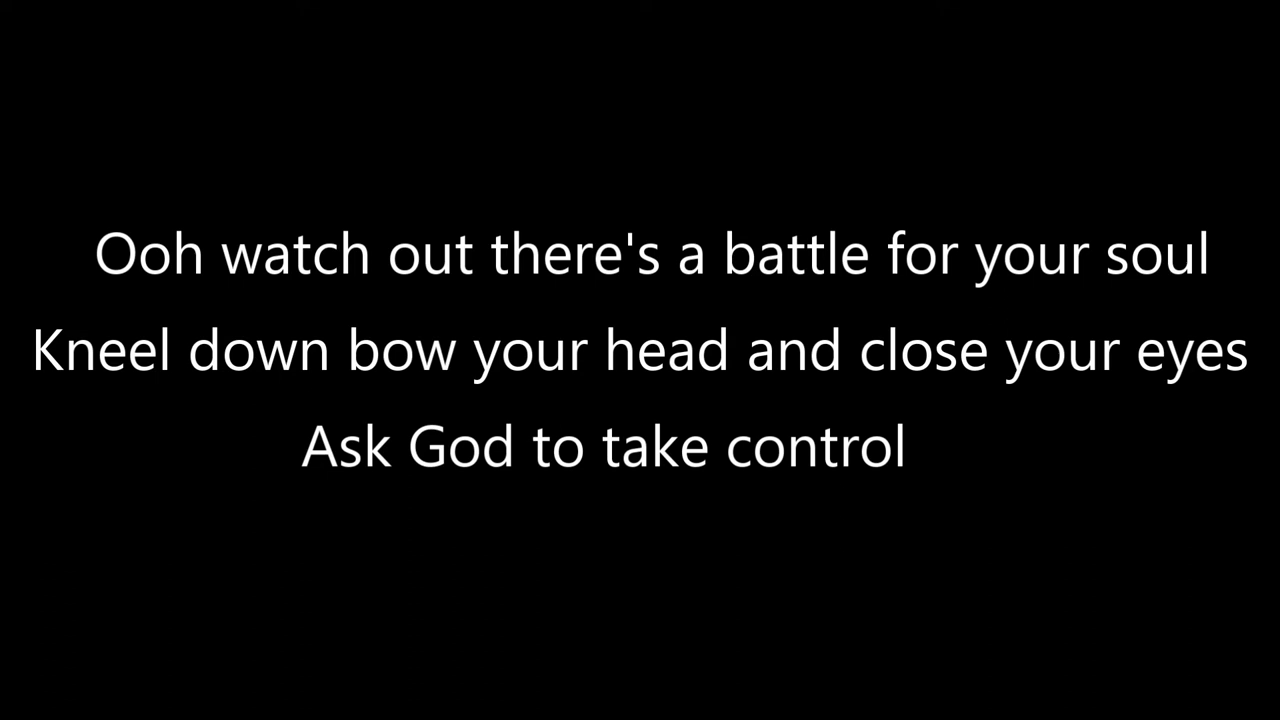 Ooh watch out there's a battle for your soul
Kneel down bow your head and close your eyes
Ask God to take control